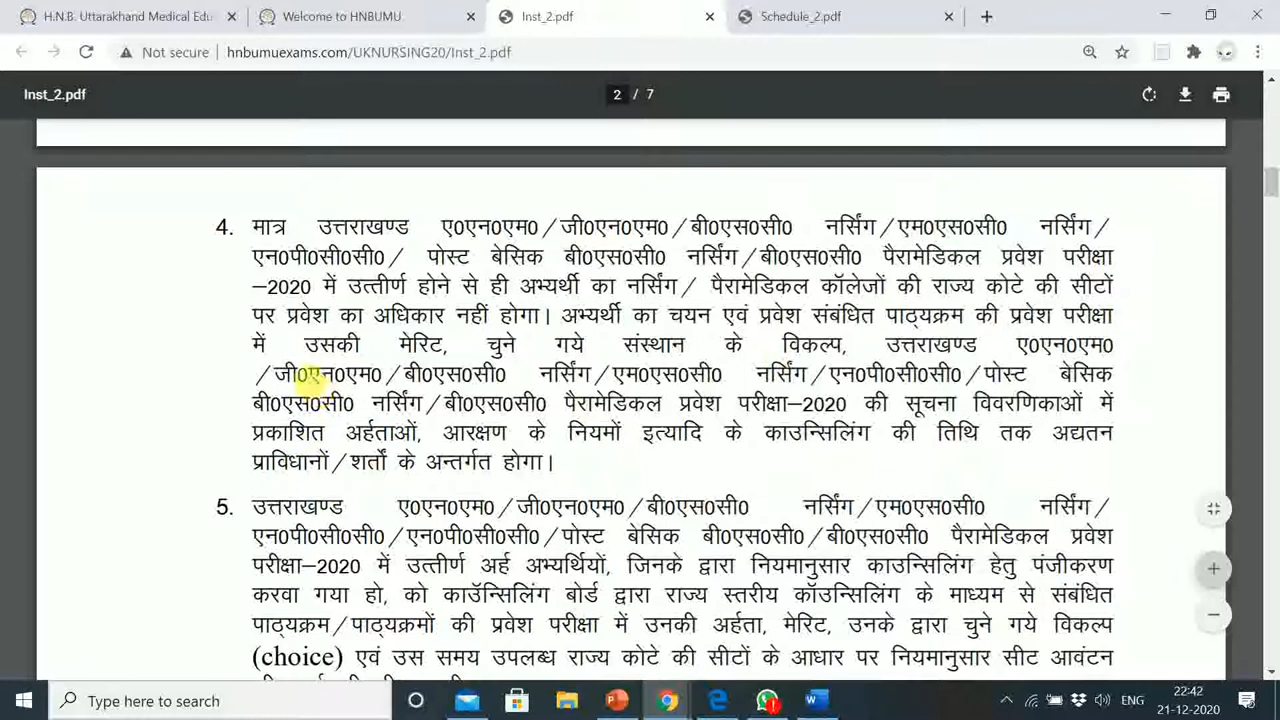 H.N.B. Uttarakhand Medical Edu
Welcome to HNBUMU
Inst_2.pdf
Schedule_2.pdf
Not secure
hnbumuexams.com/UKNURSING20/Inst_2.pdf
Inst_2.pdf
2 / 7
4. मात्र उत्तराखण्ड ए0एन0एम0/जी0एन0एम0/बी0एस0सी0 नर्सिंग/एम0एस0सी0 नर्सिंग/
एन0पी0सी0सी0/ पोस्ट बेसिक बी0एस0सी0 नर्सिंग/बी0एस0सी0 पैरामेडिकल प्रवेश परीक्षा
–2020 में उत्तीर्ण होने से ही अभ्यर्थी का नर्सिंग/ पैरामेडिकल कॉलेजों की राज्य कोटे की सीटों
पर प्रवेश का अधिकार नहीं होगा। अभ्यर्थी का चयन एवं प्रवेश संबंधित पाठ्यक्रम की प्रवेश परीक्षा
में उसकी मेरिट, चुने गये संस्थान के विकल्प, उत्तराखण्ड ए0एन0एम0
/जी0एन0एम0/बी0एस0सी0 नर्सिंग/एम0एस0सी0 नर्सिंग/एन0पी0सी0सी0/पोस्ट बेसिक
बी0एस0सी0 नर्सिंग/बी0एस0सी0 पैरामेडिकल प्रवेश परीक्षा–2020 की सूचना विवरणिकाओं में
प्रकाशित अर्हताओं, आरक्षण के नियमों इत्यादि के काउन्सिलिंग की तिथि तक अद्यतन
प्राविधानों/शर्तों के अन्तर्गत होगा।
5. उत्तराखण्ड ए0एन0एम0/जी0एन0एम0/बी0एस0सी0 नर्सिंग/एम0एस0सी0 नर्सिंग/
एन0पी0सी0सी0/एन0पी0सी0सी0/पोस्ट बेसिक बी0एस0सी0/बी0एस0सी0 पैरामेडिकल प्रवेश
परीक्षा–2020 में उत्तीर्ण अर्ह अभ्यर्थियों, जिनके द्वारा नियमानुसार काउन्सिलिंग हेतु पंजीकरण
करवा गया हो, को काउॅन्सिलिंग बोर्ड द्वारा राज्य स्तरीय कॉउन्सिलिंग के माध्यम से संबंधित
पाठ्यक्रम/पाठ्यक्रमों की प्रवेश परीक्षा में उनकी अर्हता, मेरिट, उनके द्वारा चुने गये विकल्प
(choice) एवं उस समय उपलब्ध राज्य कोटे की सीटों के आधार पर नियमानुसार सीट आवंटन
Type here to search
ENG
22:42
21-12-2020